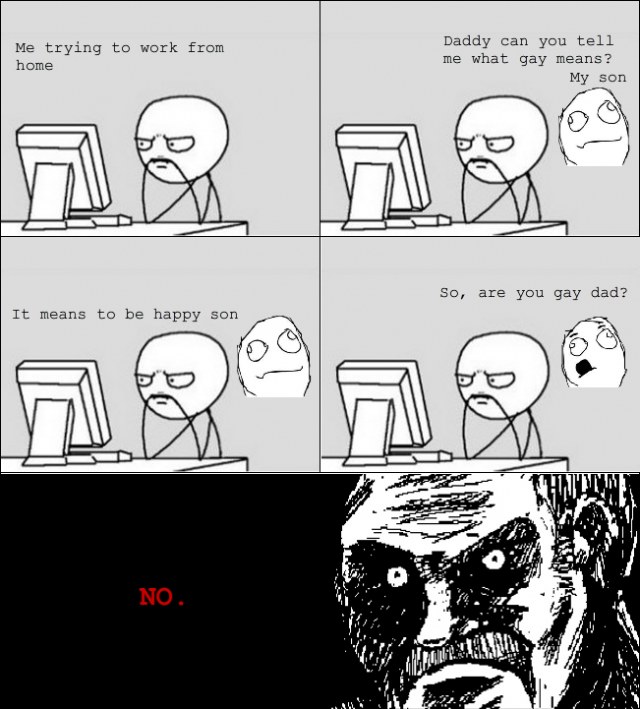 Me trying to work from
home
Daddy can you tell
me what gay means?
My son
It means to be happy son
So, are you gay dad?
NO.